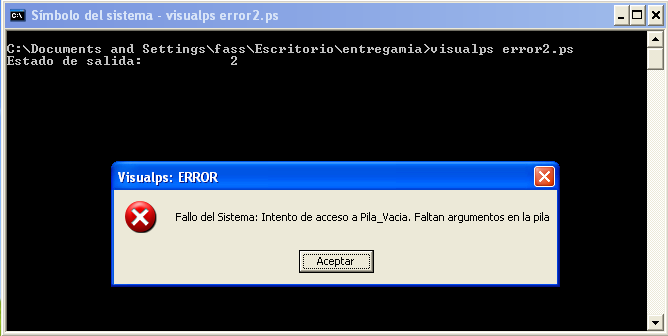 Símbolo del sistema - visualps error2.ps
C:\Documents and Settings\fass\Escritorio\entregamia>visualps error2.ps
Estado de salida: 2
Visualps: ERROR
Fallo del Sistema: Intento de acceso a Pila_Vacia. Faltan argumentos en la pila
Aceptar